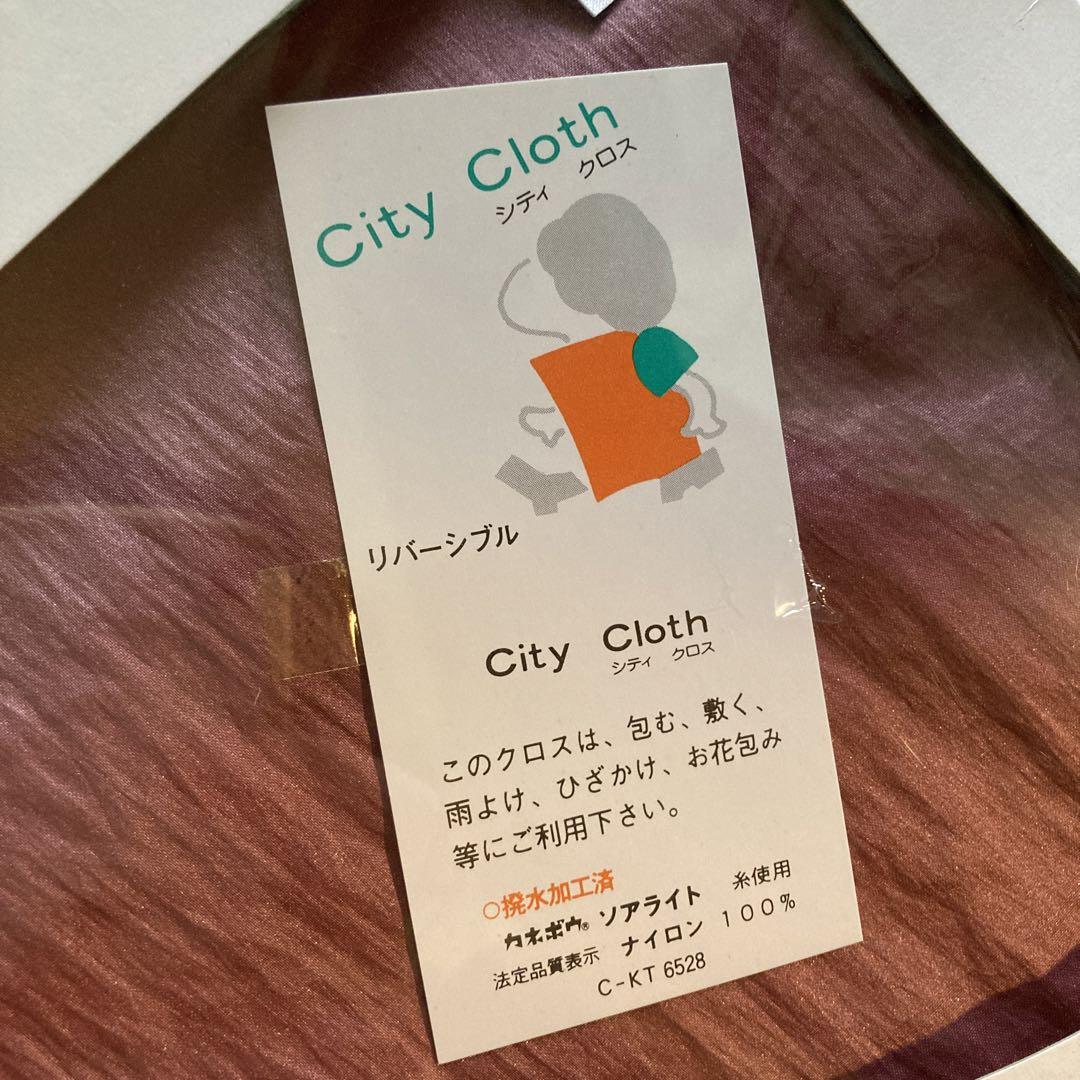 City Cloth
シティ クロス
リバーシブル
City Cloth
シティ クロス
このクロスは、包む、敷く、
雨よけ、ひざかけ、お花包み
等にご利用下さい。
○撥水加工済
カネボウ® ソアライト 糸使用
法定品質表示 ナイロン 100%
C-KT 6528